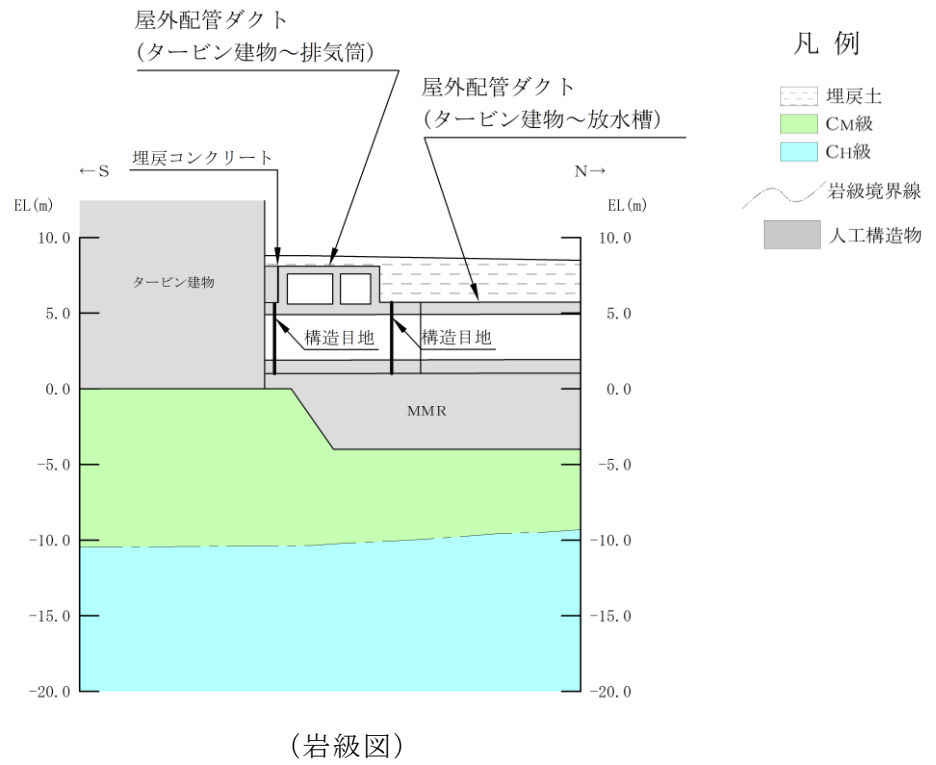 屋外配管ダクト
(タービン建物～排気筒)
屋外配管ダクト
(タービン建物～放水槽)
埋戻コンクリート
←S
N→
EL(m)
EL(m)
10.0
10.0
タービン建物
5.0
5.0
構造目地
構造目地
0.0
0.0
MMR
-5.0
-5.0
-10.0
-10.0
-15.0
-15.0
-20.0
-20.0
(岩級図)
凡 例
埋戻土
CM級
CH級
岩級境界線
人工構造物